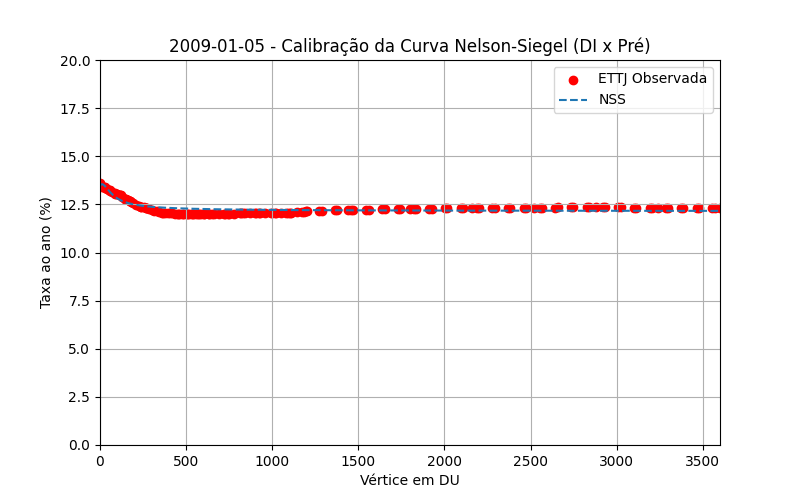 2009-01-05 - Calibração da Curva Nelson-Siegel (DI x Pré)
ETTJ Observada
NSS
20.0
17.5
15.0
12.5
10.0
7.5
5.0
2.5
0.0
Taxa ao ano (%)
0 500 1000 1500 2000 2500 3000 3500
Vértice em DU